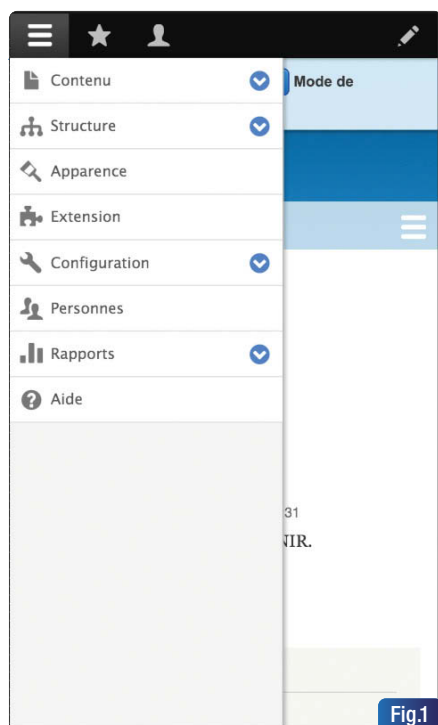 Contenu
Mode de
Structure
Apparence
Extension
Configuration
Personnes
Rapports
Aide
31
NIR.
Fig.1